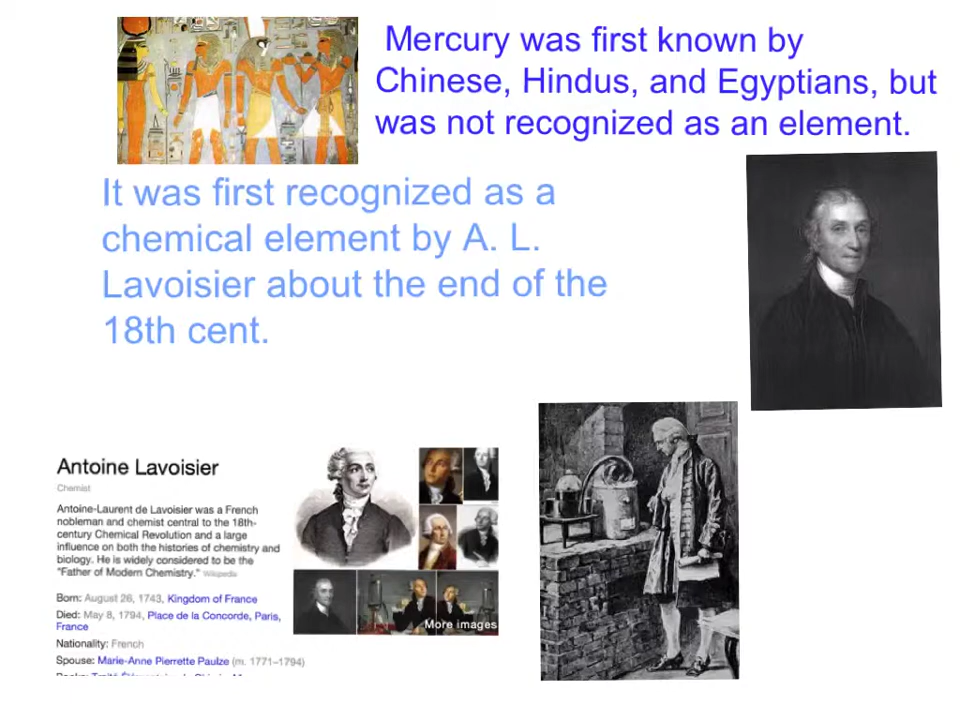 Mercury was first known by
Chinese, Hindus, and Egyptians, but
was not recognized as an element.
It was first recognized as a
chemical element by A. L.
Lavoisier about the end of the
18th cent.
Antoine Lavoisier
Chemist
Antoine-Laurent de Lavoisier was a French
nobleman and chemist central to the 18th-
century Chemical Revolution and a large
influence on both the histories of chemistry and
biology. He is widely considered to be the
"Father of Modern Chemistry." Wikipedia
Born: August 26, 1743, Kingdom of France
Died: May 8, 1794, Place de la Concorde, Paris,
France
Nationality: French
Spouse: Marie-Anne Pierrette Paulze (m. 1771–1794)
More images